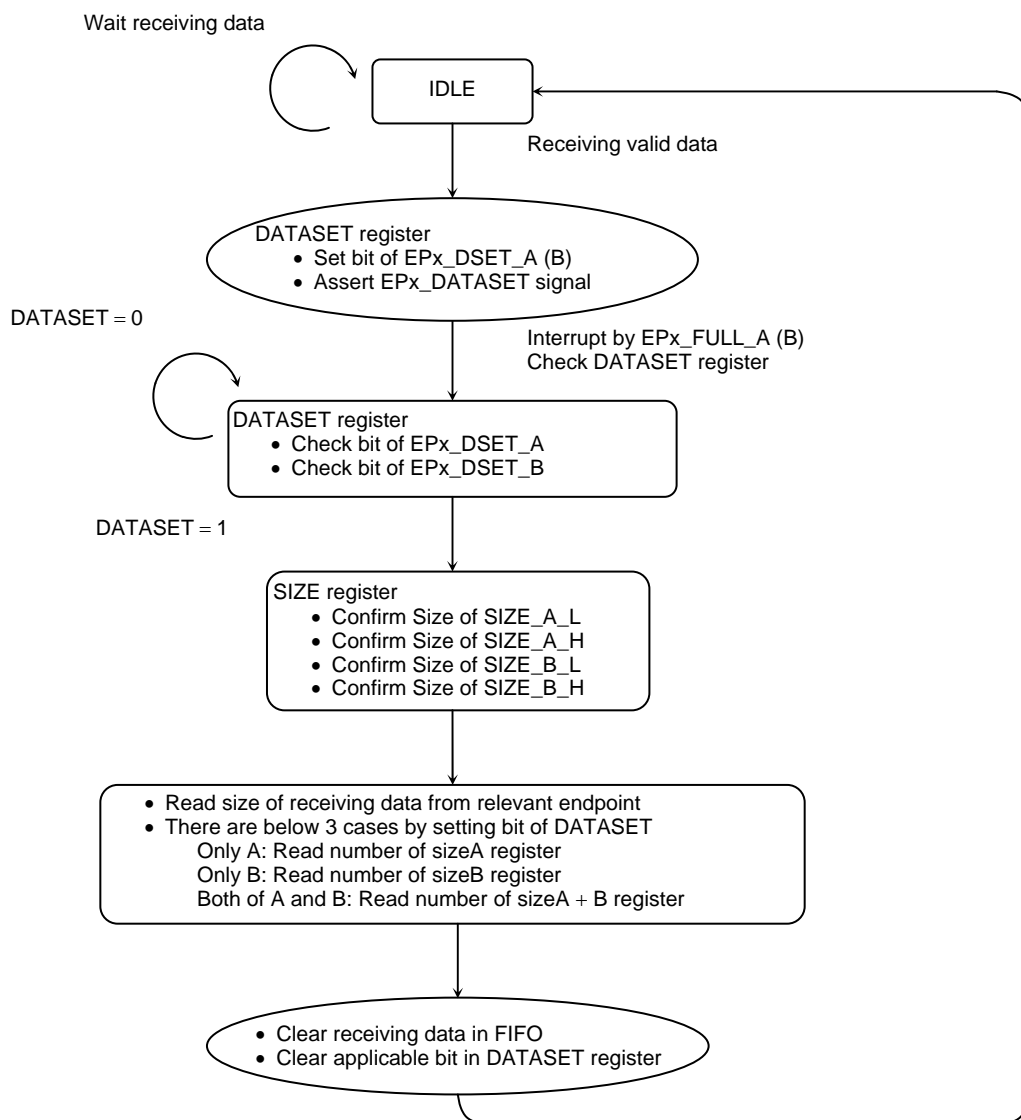 Wait receiving data
IDLE
Receiving valid data
DATASET register
• Set bit of EPx_DSET_A (B)
• Assert EPx_DATASET signal
DATASET = 0
Interrupt by EPx_FULL_A (B)
Check DATASET register
DATASET register
• Check bit of EPx_DSET_A
• Check bit of EPx_DSET_B
DATASET = 1
SIZE register
• Confirm Size of SIZE_A_L
• Confirm Size of SIZE_A_H
• Confirm Size of SIZE_B_L
• Confirm Size of SIZE_B_H
• Read size of receiving data from relevant endpoint
• There are below 3 cases by setting bit of DATASET
Only A: Read number of sizeA register
Only B: Read number of sizeB register
Both of A and B: Read number of sizeA + B register
• Clear receiving data in FIFO
• Clear applicable bit in DATASET register